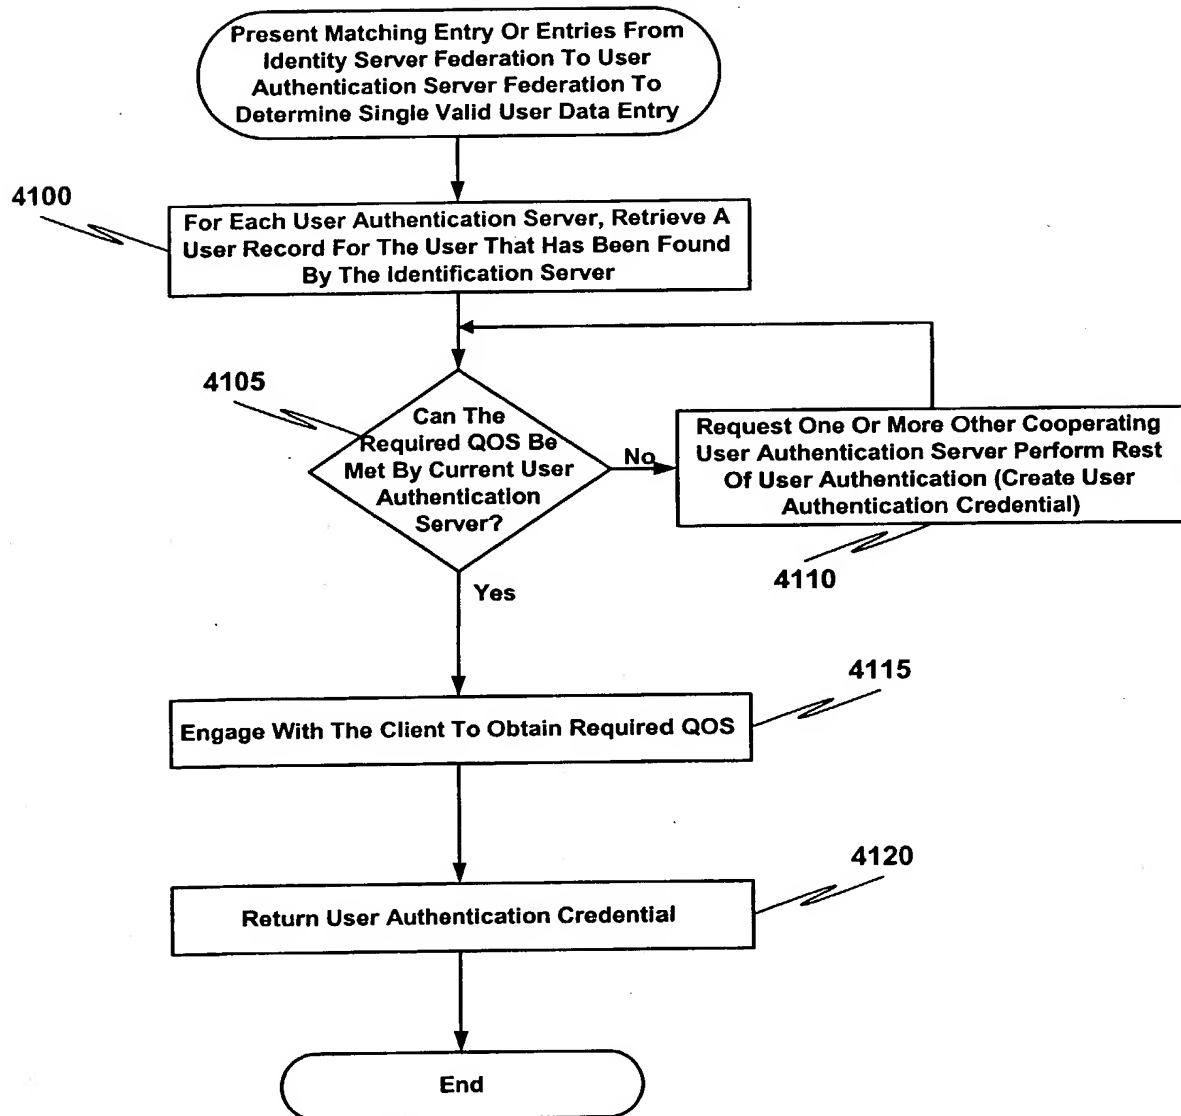 Present Matching Entry Or Entries From
Identity Server Federation To User
Authentication Server Federation To
Determine Single Valid User Data Entry
4100
For Each User Authentication Server, Retrieve A
User Record For The User That Has Been Found
By The Identification Server
4105
Can The
Required QOS Be
Met By Current User
Authentication
Server?
No
Request One Or More Other Cooperating
User Authentication Server Perform Rest
Of User Authentication (Create User
Authentication Credential)
4110
Yes
4115
Engage With The Client To Obtain Required QOS
4120
Return User Authentication Credential
End